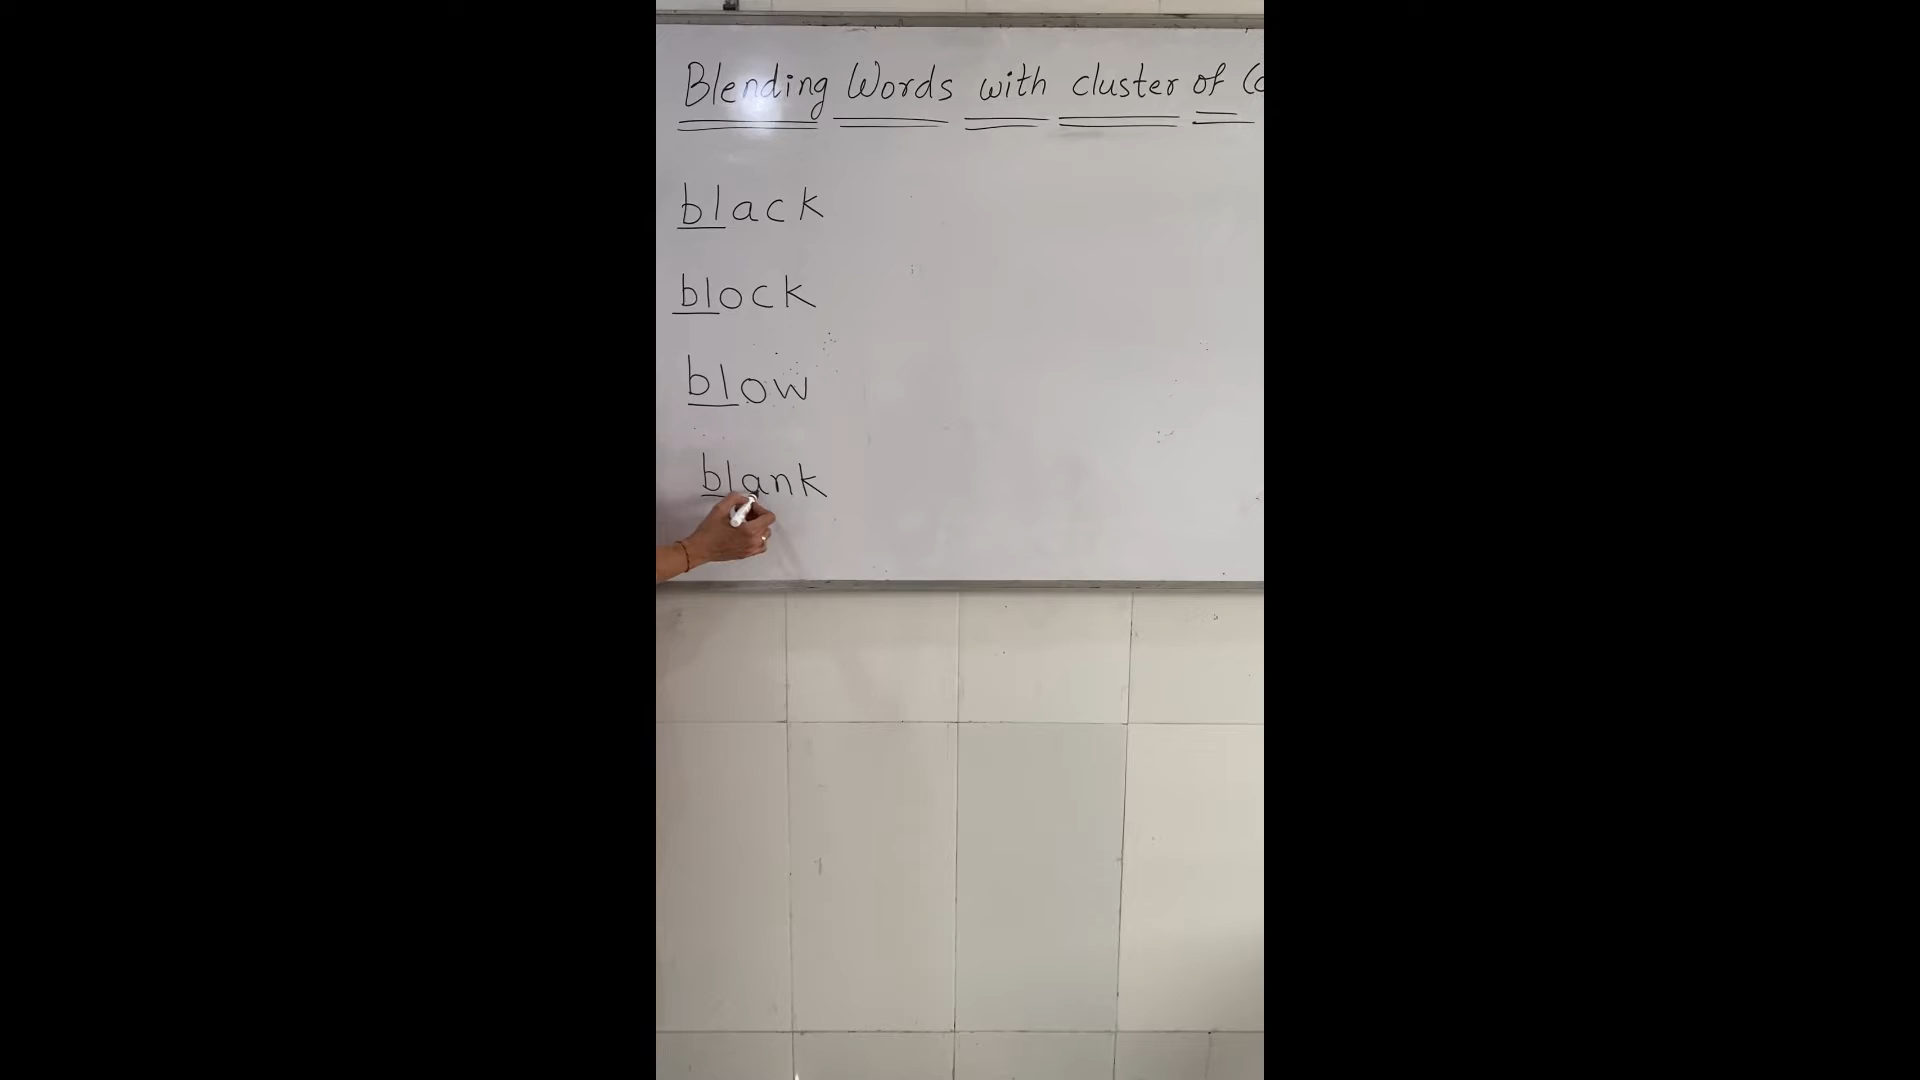 Blending Words with cluster of
black
block
blow
blank